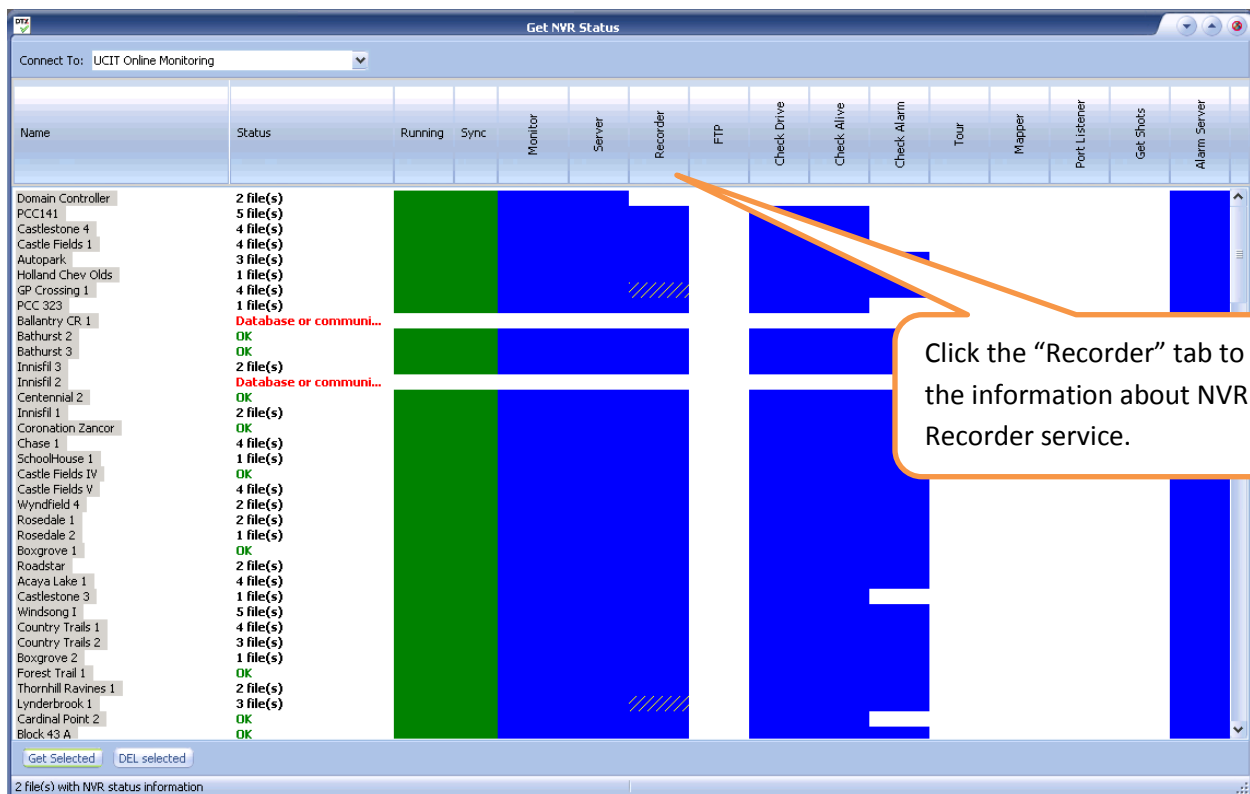 DTX
Get NVR Status
Connect To: UCIT Online Monitoring
Name Status Running Sync Monitor Server Recorder FTP Check Drive Check Alive Check Alarm Tour Mapper Port Listener Get Shots Alarm Server
Domain Controller 2 file(s)
PCC141 5 file(s)
Castlestone 4 4 file(s)
Castle Fields 1 4 file(s)
Autopark 3 file(s)
Holland Chev Olds 1 file(s)
GP Crossing 1 4 file(s)
PCC 323 1 file(s)
Ballantry CR 1 Database or communi...
Bathurst 2 OK
Bathurst 3 OK
Innisfil 3 2 file(s)
Innisfil 2 Database or communi...
Centennial 2 OK
Innisfil 1 2 file(s)
Coronation Zancor OK
Chase 1 4 file(s)
SchoolHouse 1 1 file(s)
Castle Fields IV OK
Castle Fields V 4 file(s)
Wyndfield 4 2 file(s)
Rosedale 1 2 file(s)
Rosedale 2 1 file(s)
Boxgrove 1 OK
Roadstar 2 file(s)
Acaya Lake 1 4 file(s)
Castlestone 3 1 file(s)
Windsong I 5 file(s)
Country Trails 1 4 file(s)
Country Trails 2 3 file(s)
Boxgrove 2 1 file(s)
Forest Trail 1 OK
Thornhill Ravines 1 2 file(s)
Lynderbrook 1 3 file(s)
Cardinal Point 2 OK
Block 43 A OK
Click the “Recorder” tab to
the information about NVR
Recorder service.
Get Selected DEL selected
2 file(s) with NVR status information